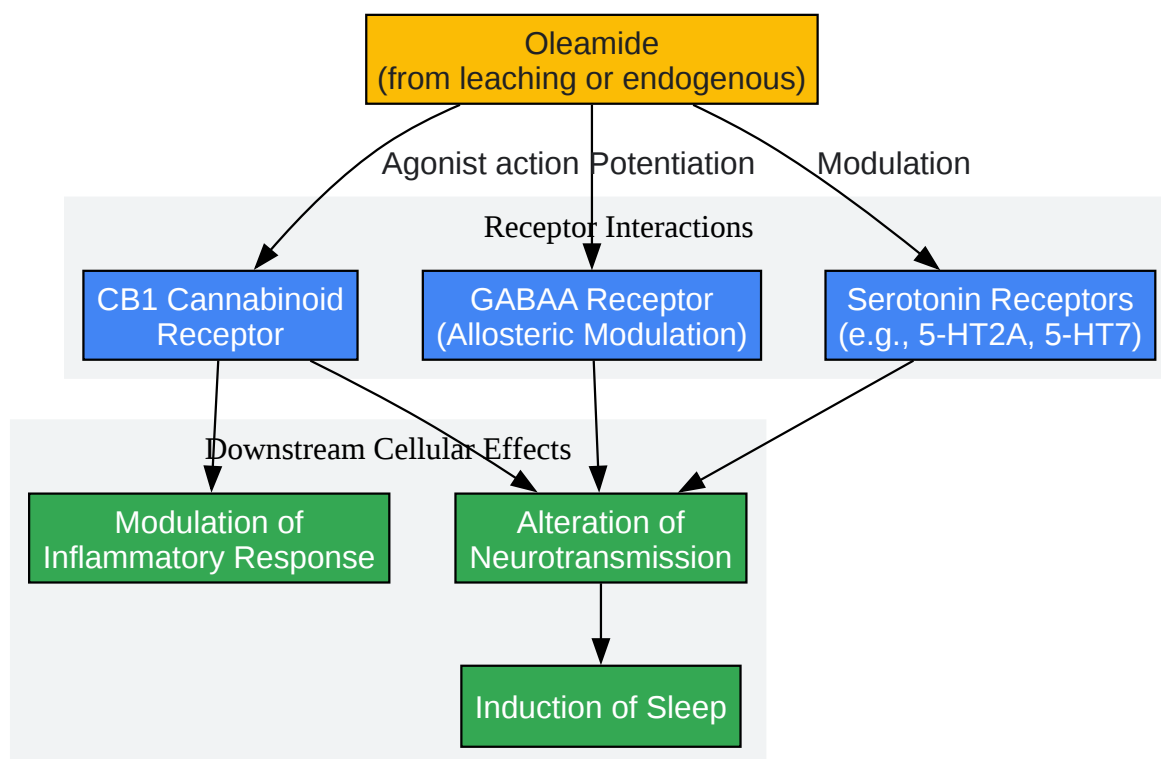 Oleamide
(from leaching or endogenous)
Agonist action
Potentiation
Modulation
Receptor Interactions
CB1 Cannabinoid
Receptor
GABAA Receptor
(Allosteric Modulation)
Serotonin Receptors
(e.g., 5-HT2A, 5-HT7)
Downstream Cellular Effects
Modulation of
Inflammatory Response
Alteration of
Neurotransmission
Induction of Sleep